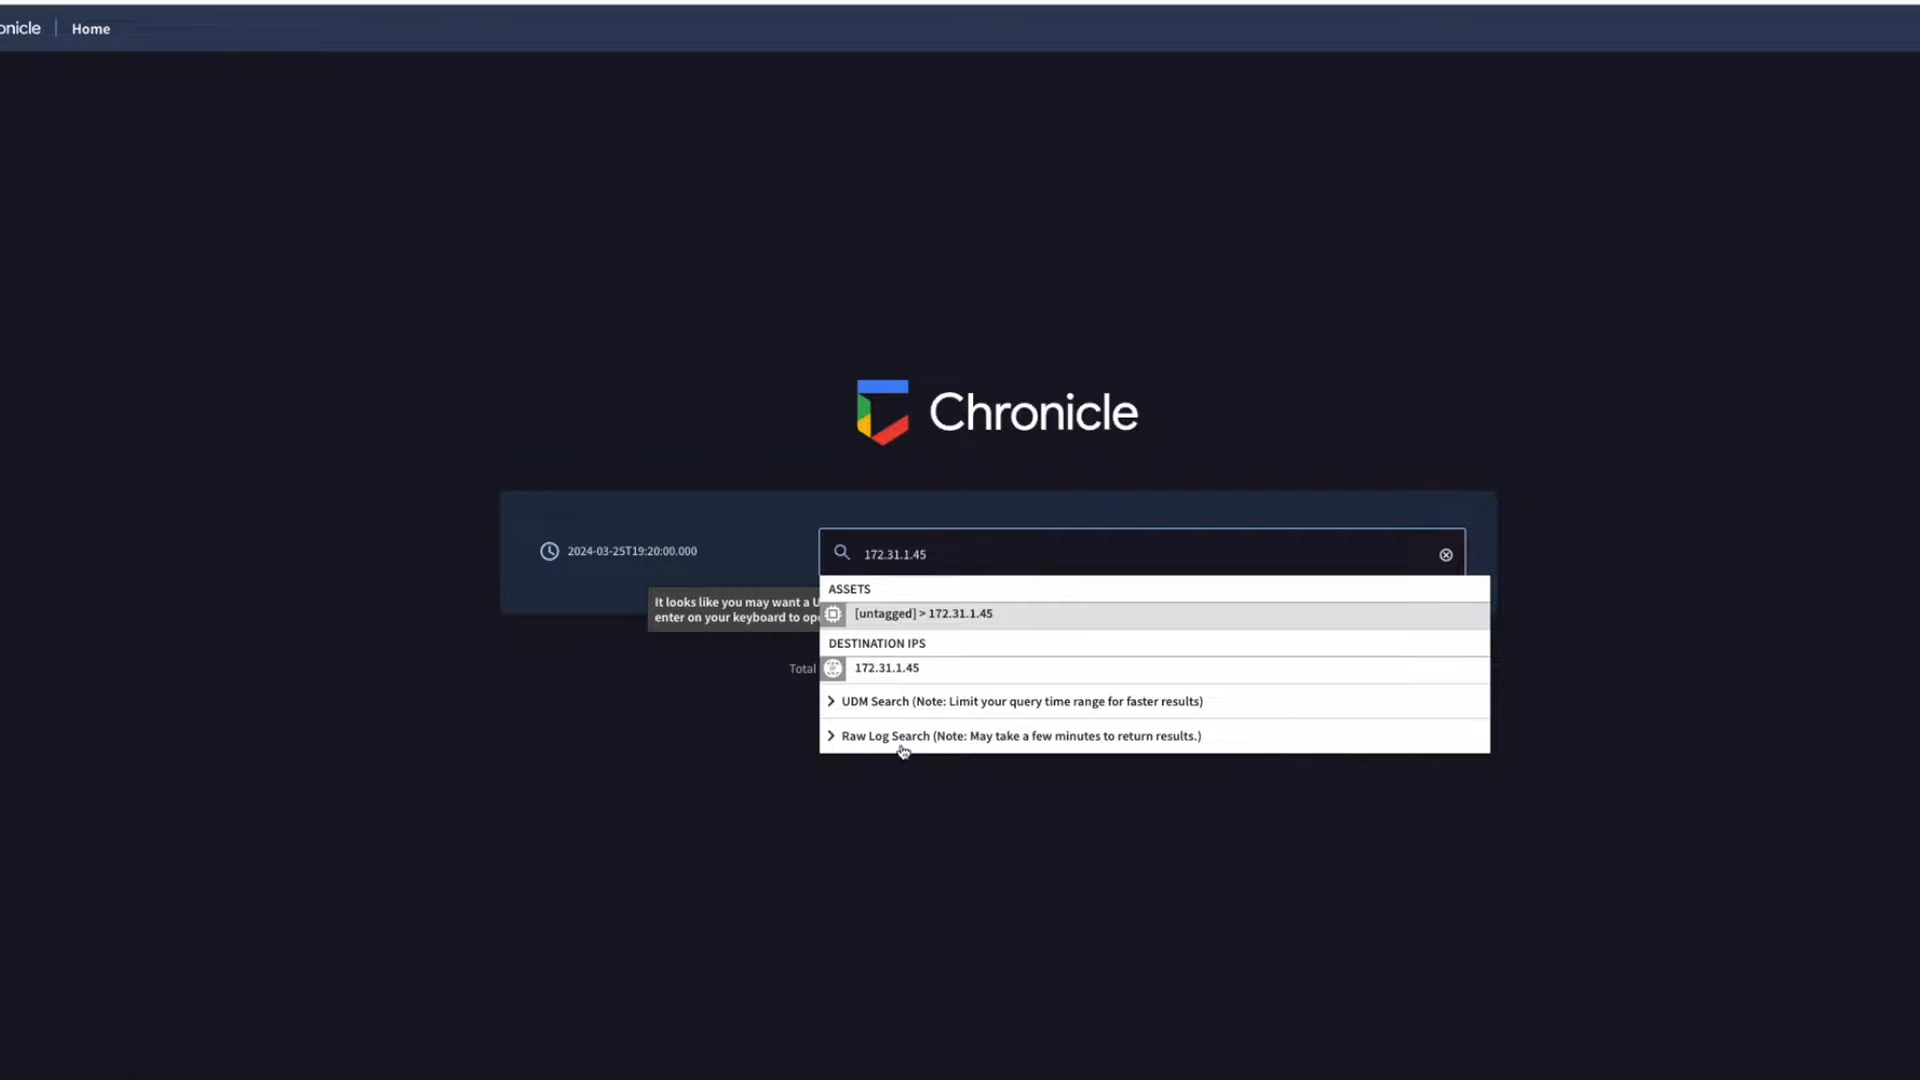 onicle | Home
Chronicle
2024-03-25T19:20:00.000
172.31.1.45
ASSETS
It looks like you may want a U
enter on your keyboard to op
[untagged] > 172.31.1.45
DESTINATION IPS
Total
172.31.1.45
UDM Search (Note: Limit your query time range for faster results)
Raw Log Search (Note: May take a few minutes to return results.)